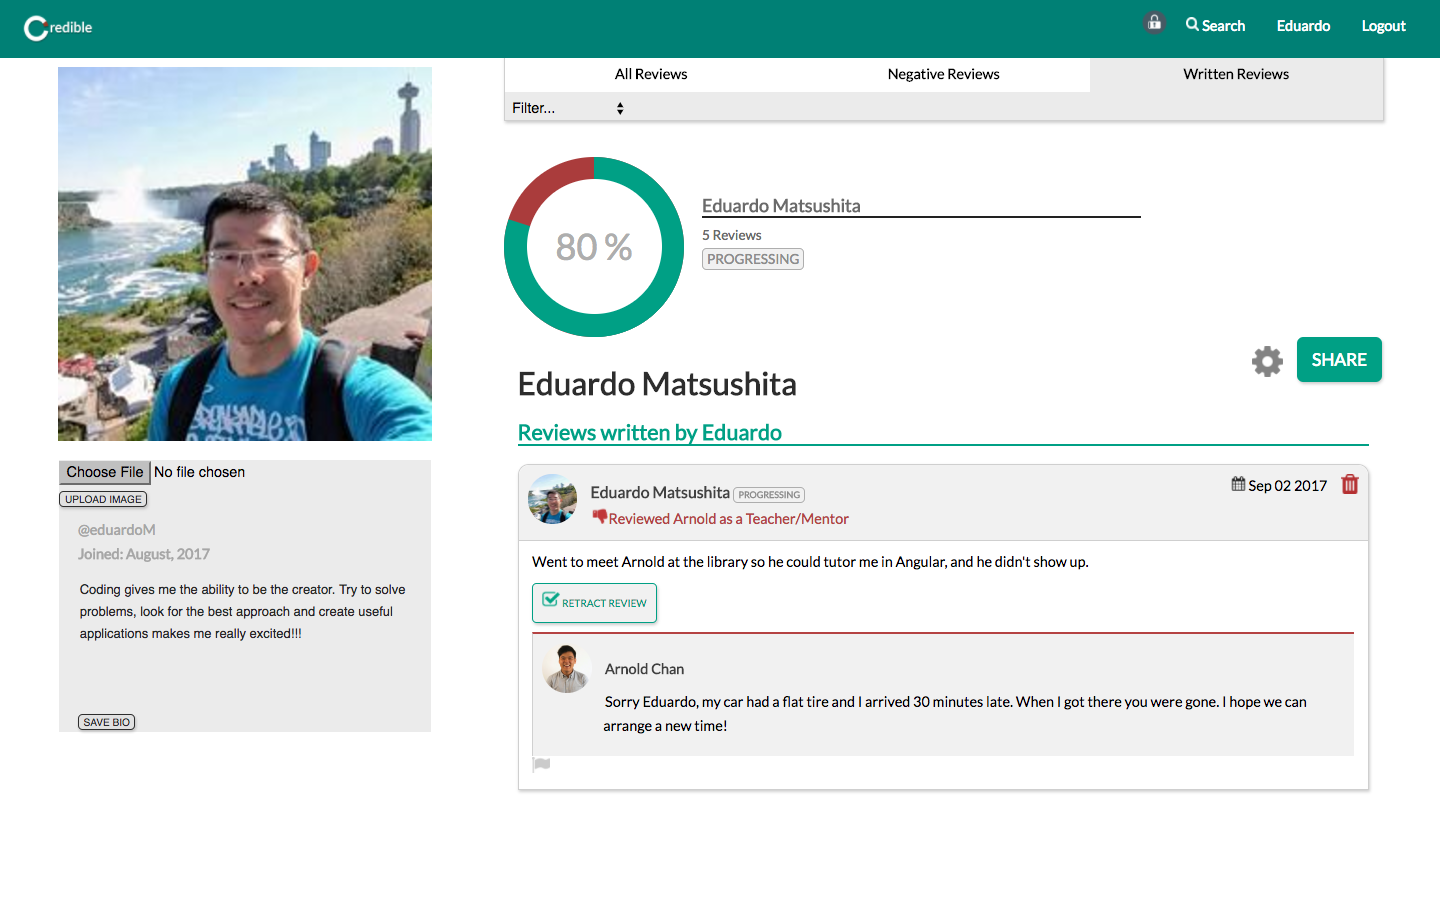 Credible
Search
Eduardo
Logout
All Reviews
Negative Reviews
Written Reviews
Filter...
80 %
Eduardo Matsushita
5 Reviews
PROGRESSING
SHARE
Eduardo Matsushita
Reviews written by Eduardo
Choose File No file chosen
UPLOAD IMAGE
@eduardoM
Joined: August, 2017
Coding gives me the ability to be the creator. Try to solve
problems, look for the best approach and create useful
applications makes me really excited!!!
SAVE BIO
Eduardo Matsushita PROGRESSING
Sep 02 2017
Reviewed Arnold as a Teacher/Mentor
Went to meet Arnold at the library so he could tutor me in Angular, and he didn't show up.
RETRACT REVIEW
Arnold Chan
Sorry Eduardo, my car had a flat tire and I arrived 30 minutes late. When I got there you were gone. I hope we can
arrange a new time!